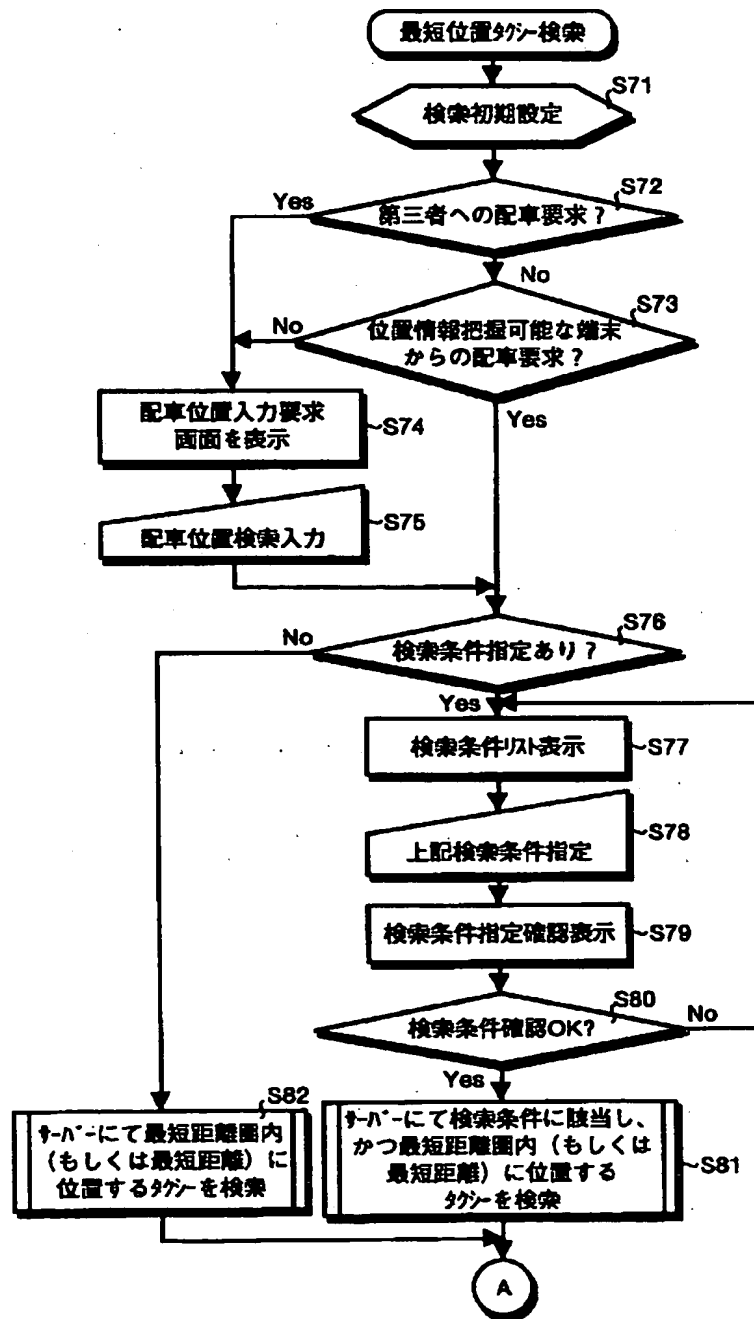 最短位置ﾀｸｼｰ検索
S71
検索初期設定
S72
Yes
第三者への配車要求？
No
S73
No
位置情報把握可能な端末
からの配車要求？
Yes
配車位置入力要求
画面を表示
S74
配車位置検索入力
S75
S76
No
検索条件指定あり？
Yes
検索条件ﾘｽﾄ表示
S77
上記検索条件指定
S78
検索条件指定確認表示
S79
S80
検索条件確認OK?
No
Yes
S82
ｻｰﾊﾞｰにて最短距離圏内
（もしくは最短距離）に
位置するﾀｸｼｰを検索
ｻｰﾊﾞｰにて検索条件に該当し、
かつ最短距離圏内（もしくは
最短距離）に位置する
ﾀｸｼｰを検索
S81
A